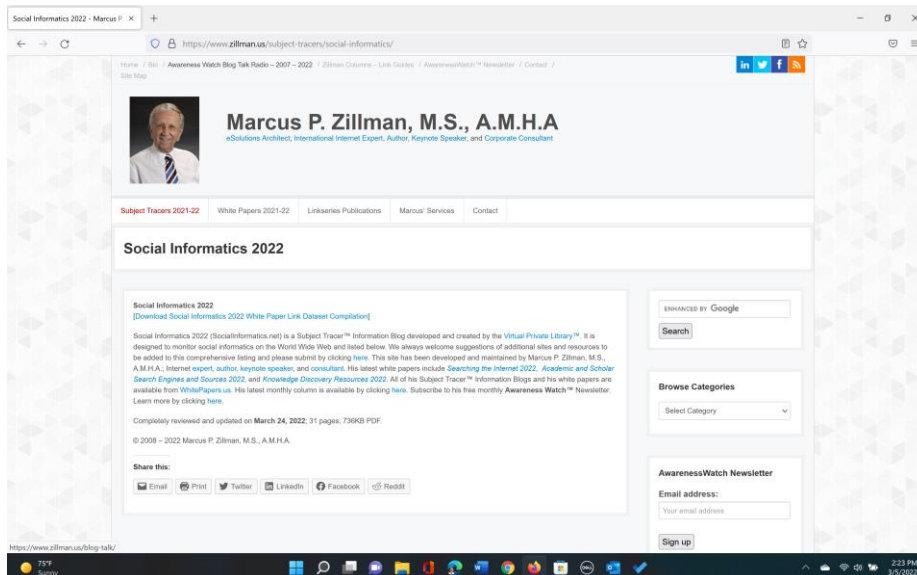 Social Informatics 2022 - Marcus P.
https://www.zillman.us/subject-tracers/social-informatics/
Home / Bio / Awareness Watch Blog Talk Radio – 2007 – 2022 / Zillman Columns – Link Guides / AwarenessWatch™ Newsletter / Contact /
Site Map
in
f
Marcus P. Zillman, M.S., A.M.H.A
eSolutions Architect, International Internet Expert, Author, Keynote Speaker, and Corporate Consultant
Subject Tracers 2021-22 White Papers 2021-22 Linkseries Publications Marcus' Services Contact
Social Informatics 2022
Social Informatics 2022
[Download Social Informatics 2022 White Paper Link Dataset Compilation]
Social Informatics 2022 (SocialInformatics.net) is a Subject Tracer™ Information Blog developed and created by the Virtual Private Library™. It is
designed to monitor social informatics on the World Wide Web and listed below. We always welcome suggestions of additional sites and resources to
be added to this comprehensive listing and please submit by clicking here. This site has been developed and maintained by Marcus P. Zillman, M.S.,
A.M.H.A.; Internet expert, author, keynote speaker, and consultant. His latest white papers include Searching the Internet 2022, Academic and Scholar
Search Engines and Sources 2022, and Knowledge Discovery Resources 2022. All of his Subject Tracer™ Information Blogs and his white papers are
available from WhitePapers.us. His latest monthly column is available by clicking here. Subscribe to his free monthly Awareness Watch™ Newsletter.
Learn more by clicking here.
Completely reviewed and updated on March 24, 2022; 31 pages; 736KB PDF.
© 2008 – 2022 Marcus P. Zillman, M.S., A.M.H.A.
Share this:
Email Print Twitter LinkedIn Facebook Reddit
ENHANCED BY Google
Search
Browse Categories
Select Category
AwarenessWatch Newsletter
Email address:
Your email address
Sign up
https://www.zillman.us/blog-talk/
75°F
Sunny
2:23 PM
3/5/2022